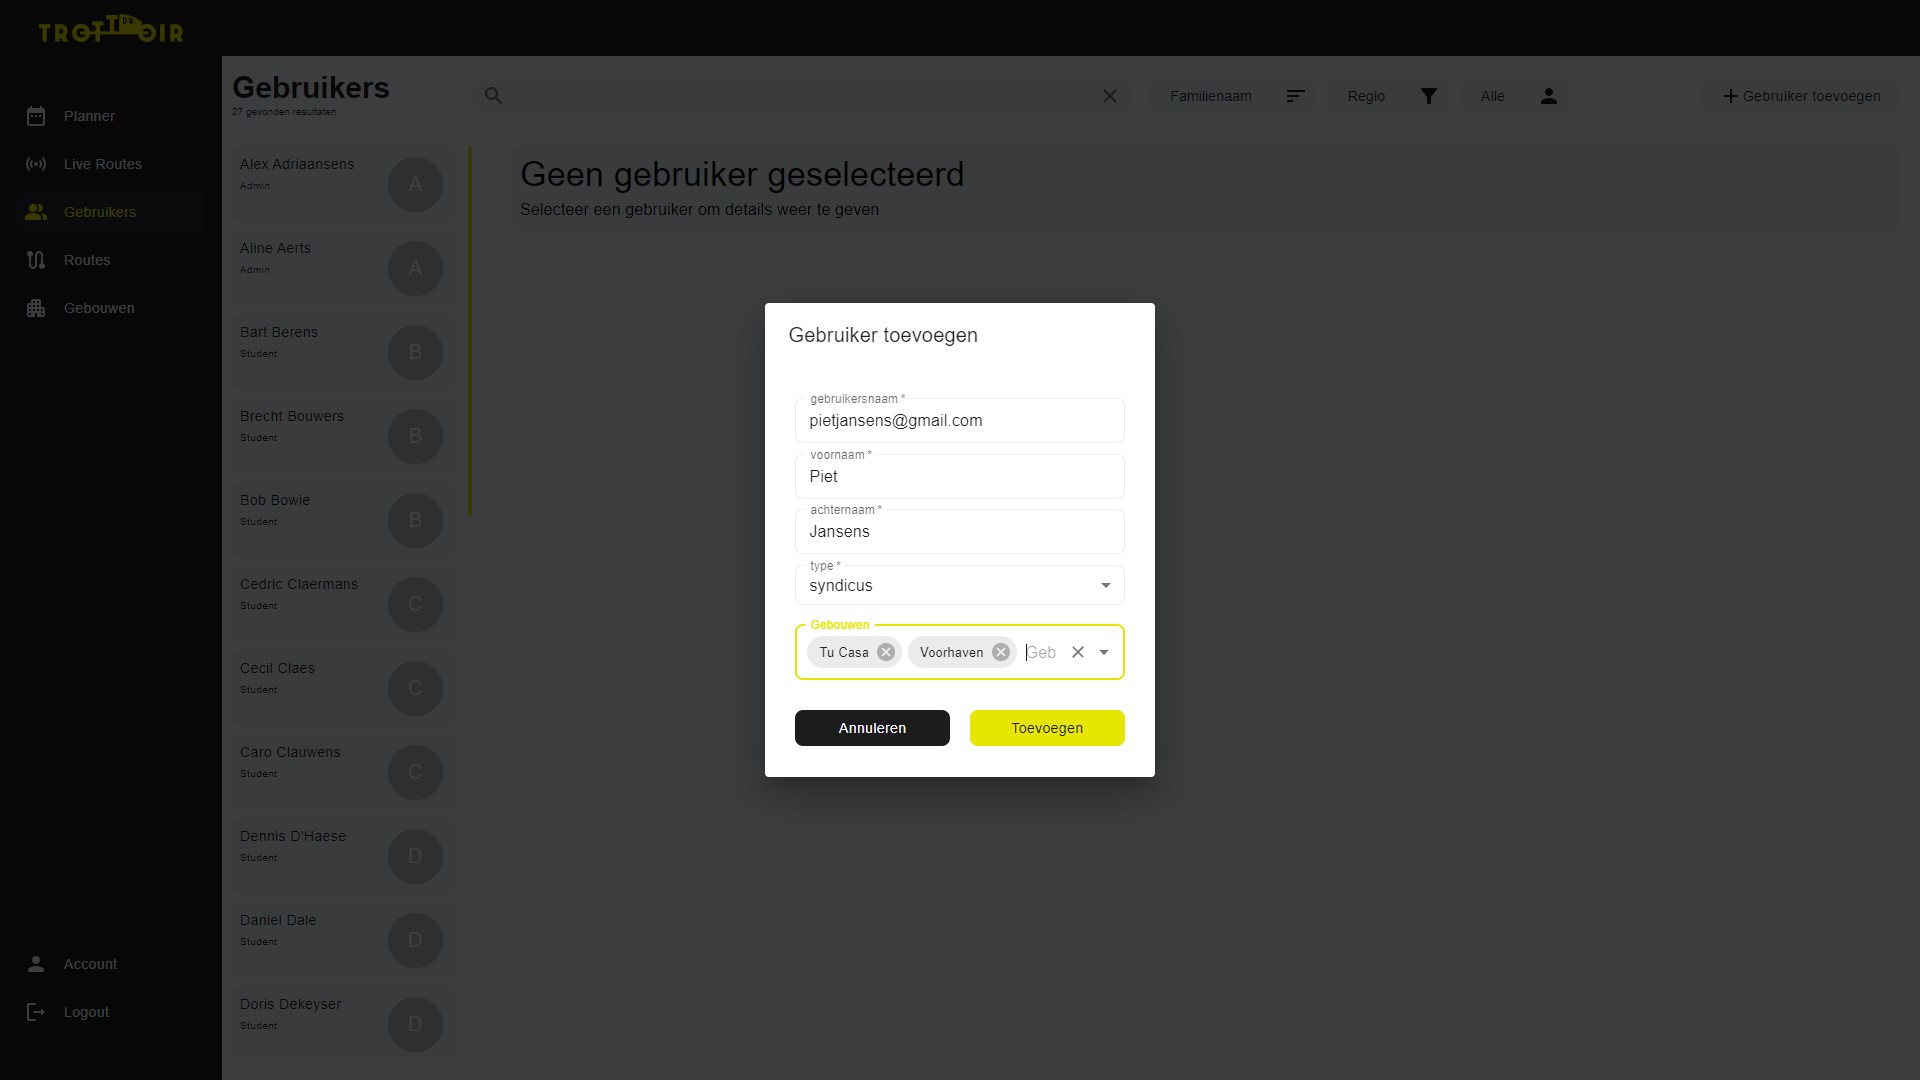 TROTTOIR
Planner
Live Routes
Gebruikers
Routes
Gebouwen
Account
Logout
Gebruikers
27 gevonden resultaten
Familienaam
Regio
Alle
Gebruiker toevoegen
Alex Adriaansens
Admin
A
Aline Aerts
Admin
A
Bart Berens
Student
B
Brecht Bouwers
Student
B
Bob Bowie
Student
B
Cedric Claermans
Student
C
Cecil Claes
Student
C
Caro Clauwens
Student
C
Dennis D'Haese
Student
D
Daniel Dale
Student
D
Doris Dekeyser
Student
D
Geen gebruiker geselecteerd
Selecteer een gebruiker om details weer te geven
Gebruiker toevoegen
gebruikersnaam *
pietjansens@gmail.com
voornaam *
Piet
achternaam *
Jansens
type *
syndicus
Gebouwen
Tu Casa Voorhaven Geb
Annuleren Toevoegen